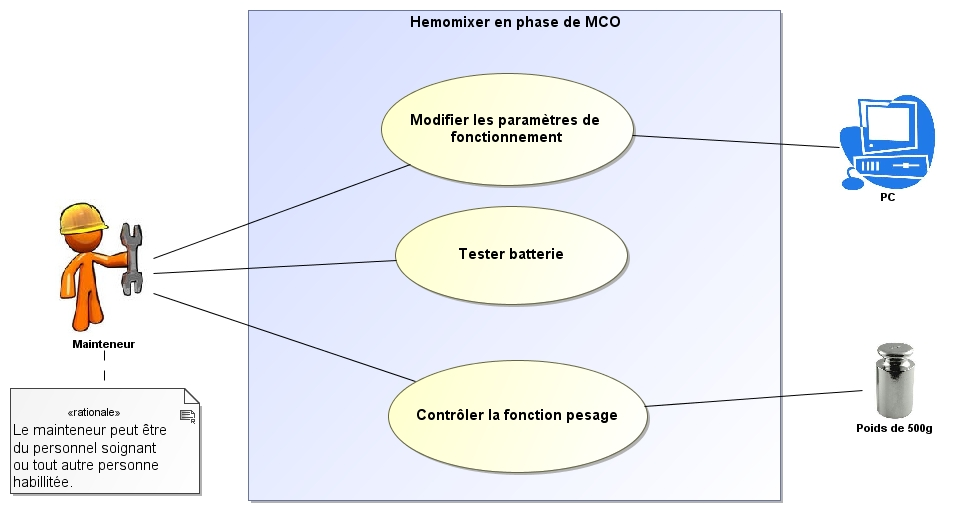 Hemomixer en phase de MCO
Modifier les paramètres de
fonctionnement
PC
Tester batterie
Mainteneur
«rationale»
Le mainteneur peut être
du personnel soignant
ou tout autre personne
habillitée.
Contrôler la fonction pesage
Poids de 500g